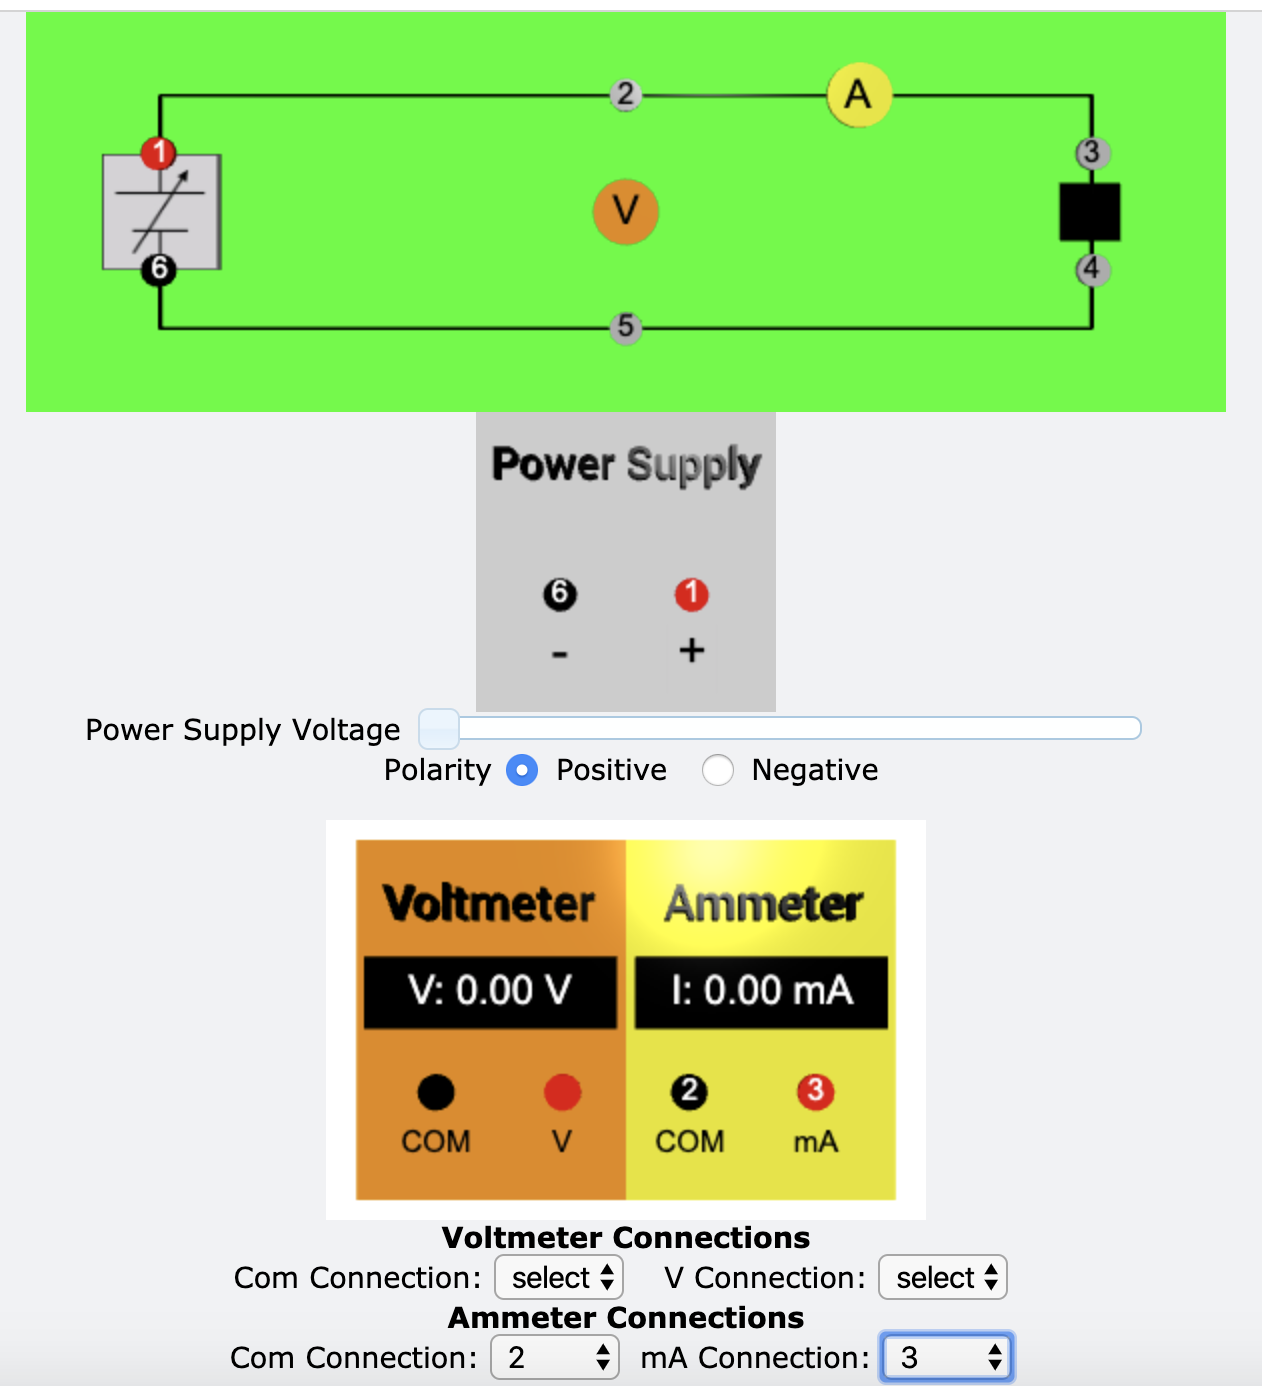 2 A
1 3
V
6 4
5
Power Supply
6 1
- +
Power Supply Voltage
Polarity Positive Negative
Voltmeter Ammeter
V: 0.00 V I: 0.00 mA
2 3
COM V COM mA
Voltmeter Connections
Com Connection: select V Connection: select
Ammeter Connections
Com Connection: 2 mA Connection: 3